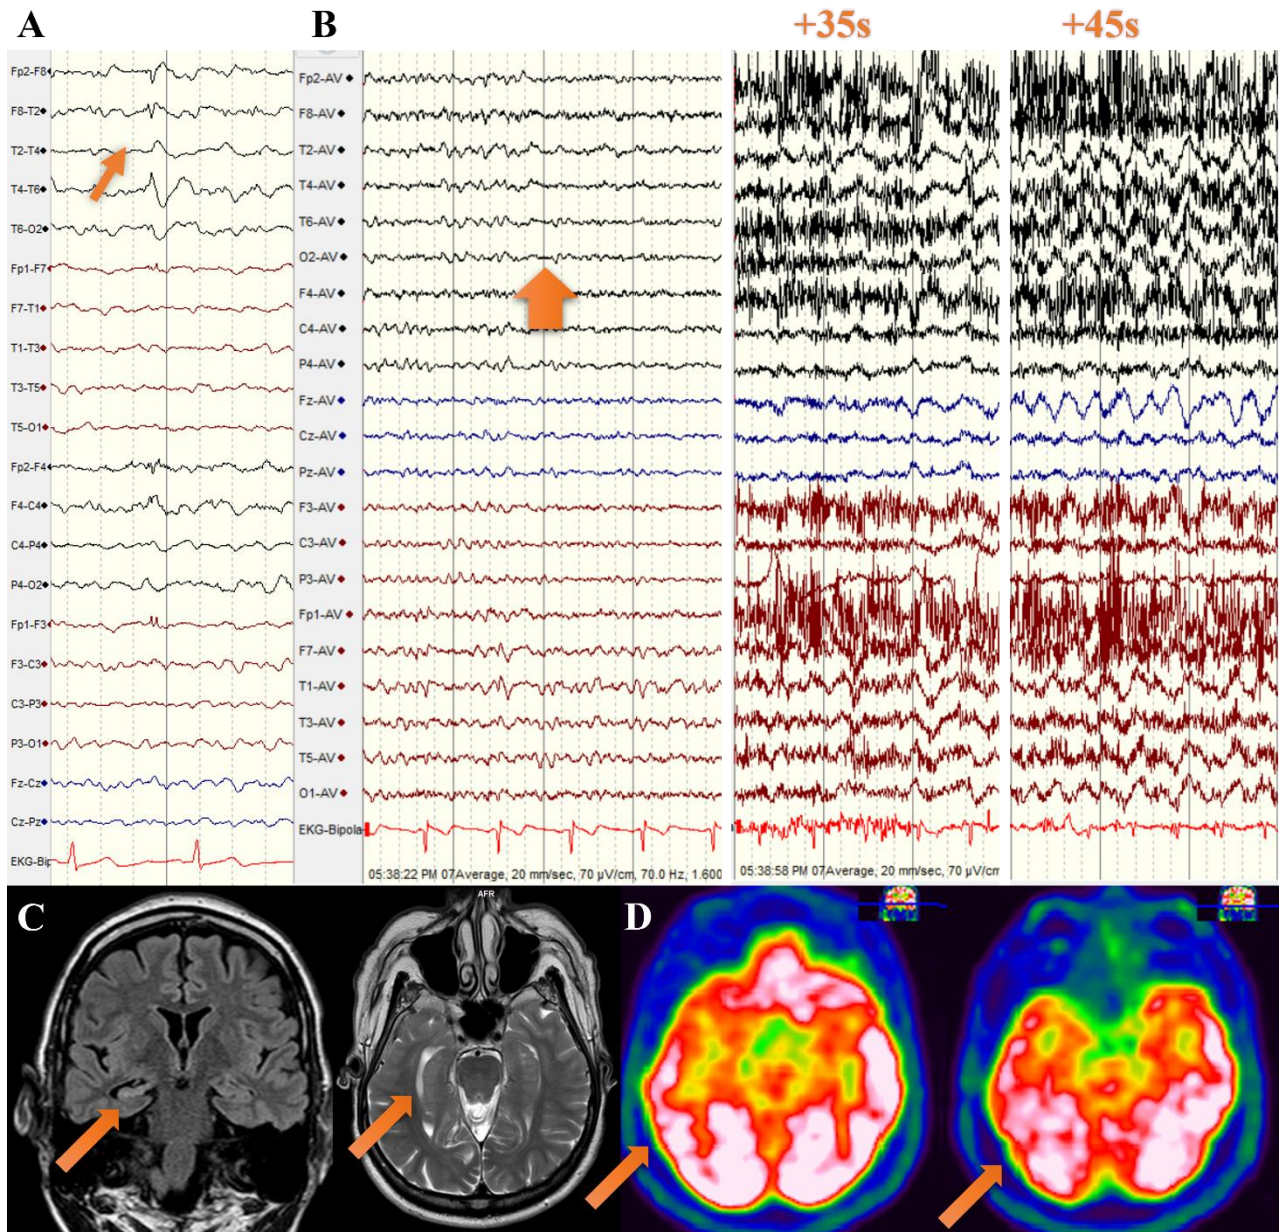 A
B
+35s
+45s
Fp2-F8
F8-T2
T2-T4
T4-T6
T6-O2
Fp1-F7
F7-T1
T1-T3
T3-T5
T5-O1
Fp2-F4
F4-C4
C4-P4
P4-O2
Fp1-F3
F3-C3
C3-P3
P3-O1
Fz-Cz
Cz-Pz
EKG-Bip
Fp2-AV
F8-AV
T2-AV
T4-AV
T6-AV
O2-AV
F4-AV
C4-AV
P4-AV
Fz-AV
Cz-AV
Pz-AV
F3-AV
C3-AV
P3-AV
Fp1-AV
F7-AV
T1-AV
T3-AV
T5-AV
O1-AV
EKG-Bipola
05:38:22 PM 07Average, 20 mm/sec, 70 µV/cm, 70.0 Hz, 1.600
05:38:58 PM 07Average, 20 mm/sec, 70 µV/cm
C
AFR
D